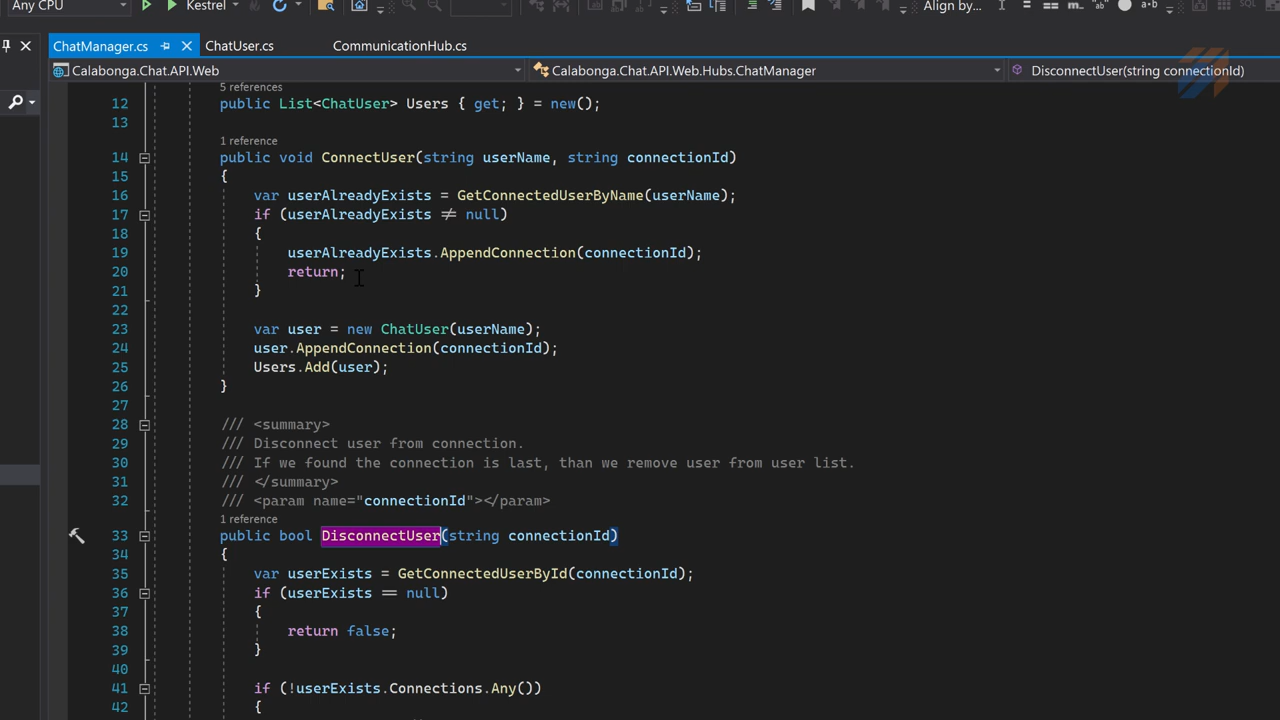 Any CPU Kestrel Align by...
ChatManager.cs ChatUser.cs CommunicationHub.cs
Calabonga.Chat.API.Web Calabonga.Chat.API.Web.Hubs.ChatManager DisconnectUser(string connectionId)
5 references
12 public List<ChatUser> Users { get; } = new();
13
1 reference
14 public void ConnectUser(string userName, string connectionId)
15 {
16 var userAlreadyExists = GetConnectedUserByName(userName);
17 if (userAlreadyExists ≠ null)
18 {
19 userAlreadyExists.AppendConnection(connectionId);
20 return;
21 }
22
23 var user = new ChatUser(userName);
24 user.AppendConnection(connectionId);
25 Users.Add(user);
26 }
27
28 /// <summary>
29 /// Disconnect user from connection.
30 /// If we found the connection is last, than we remove user from user list.
31 /// </summary>
32 /// <param name="connectionId"></param>
1 reference
33 public bool DisconnectUser(string connectionId)
34 {
35 var userExists = GetConnectedUserById(connectionId);
36 if (userExists == null)
37 {
38 return false;
39 }
40
41 if (!userExists.Connections.Any())
42 {